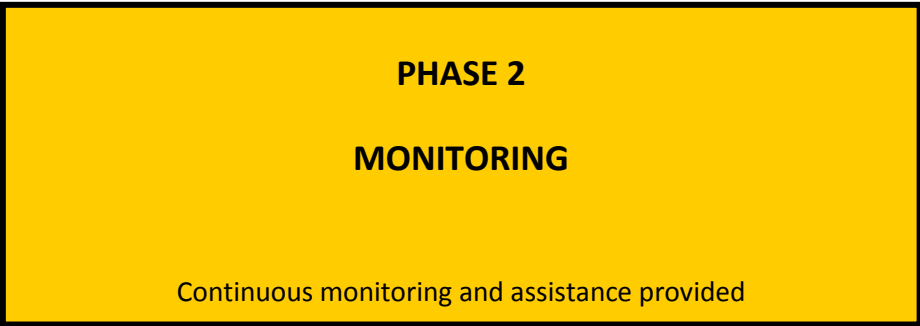 PHASE 2
MONITORING
Continuous monitoring and assistance provided